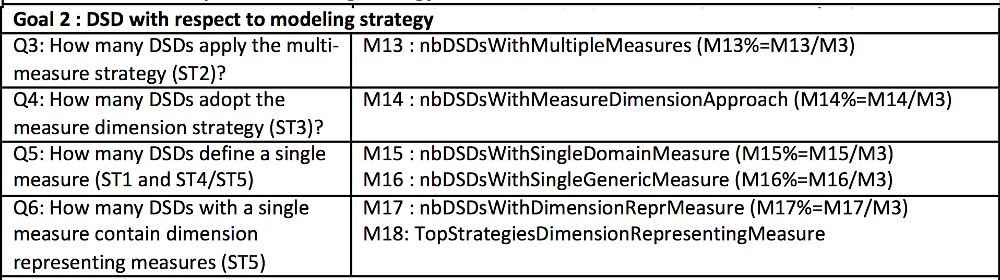 Goal 2 : DSD with respect to modeling strategy
Q3: How many DSDs apply the multi-
measure strategy (ST2)?
M13 : nbDSDsWithMultipleMeasures (M13%=M13/M3)
Q4: How many DSDs adopt the
measure dimension strategy (ST3)?
M14 : nbDSDsWithMeasureDimensionApproach (M14%=M14/M3)
Q5: How many DSDs define a single
measure (ST1 and ST4/ST5)
M15 : nbDSDsWithSingleDomainMeasure (M15%=M15/M3)
M16 : nbDSDsWithSingleGenericMeasure (M16%=M16/M3)
Q6: How many DSDs with a single
measure contain dimension
representing measures (ST5)
M17 : nbDSDsWithDimensionReprMeasure (M17%=M17/M3)
M18: TopStrategiesDimensionRepresentingMeasure